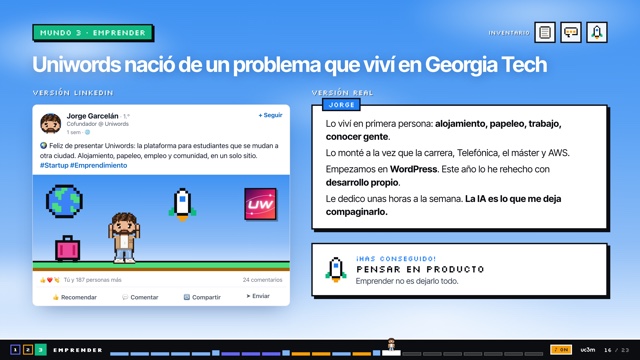 MUNDO 3 · EMPRENDER
INVENTARIO
Uniwords nació de un problema que viví en Georgia Tech
VERSIÓN LINKEDIN
Jorge Garcelán · 1.º
Cofundador @ Uniwords
1 sem ·
+ Seguir
Feliz de presentar Uniwords: la plataforma para estudiantes que se mudan a
otra ciudad. Alojamiento, papeleo, empleo y comunidad, en un solo sitio.
#Startup #Emprendimiento
UW
Tú y 187 personas más
24 comentarios
Recomendar
Comentar
Compartir
Enviar
VERSIÓN REAL
JORGE
Lo viví en primera persona: alojamiento, papeleo, trabajo,
conocer gente.
Lo monté a la vez que la carrera, Telefónica, el máster y AWS.
Empezamos en WordPress. Este año lo he rehecho con
desarrollo propio.
Le dedico unas horas a la semana. La IA es lo que me deja
compaginarlo.
¡HAS CONSEGUIDO!
PENSAR EN PRODUCTO
Emprender no es dejarlo todo.
1 2 3 EMPRENDER
uc3m
16 / 23